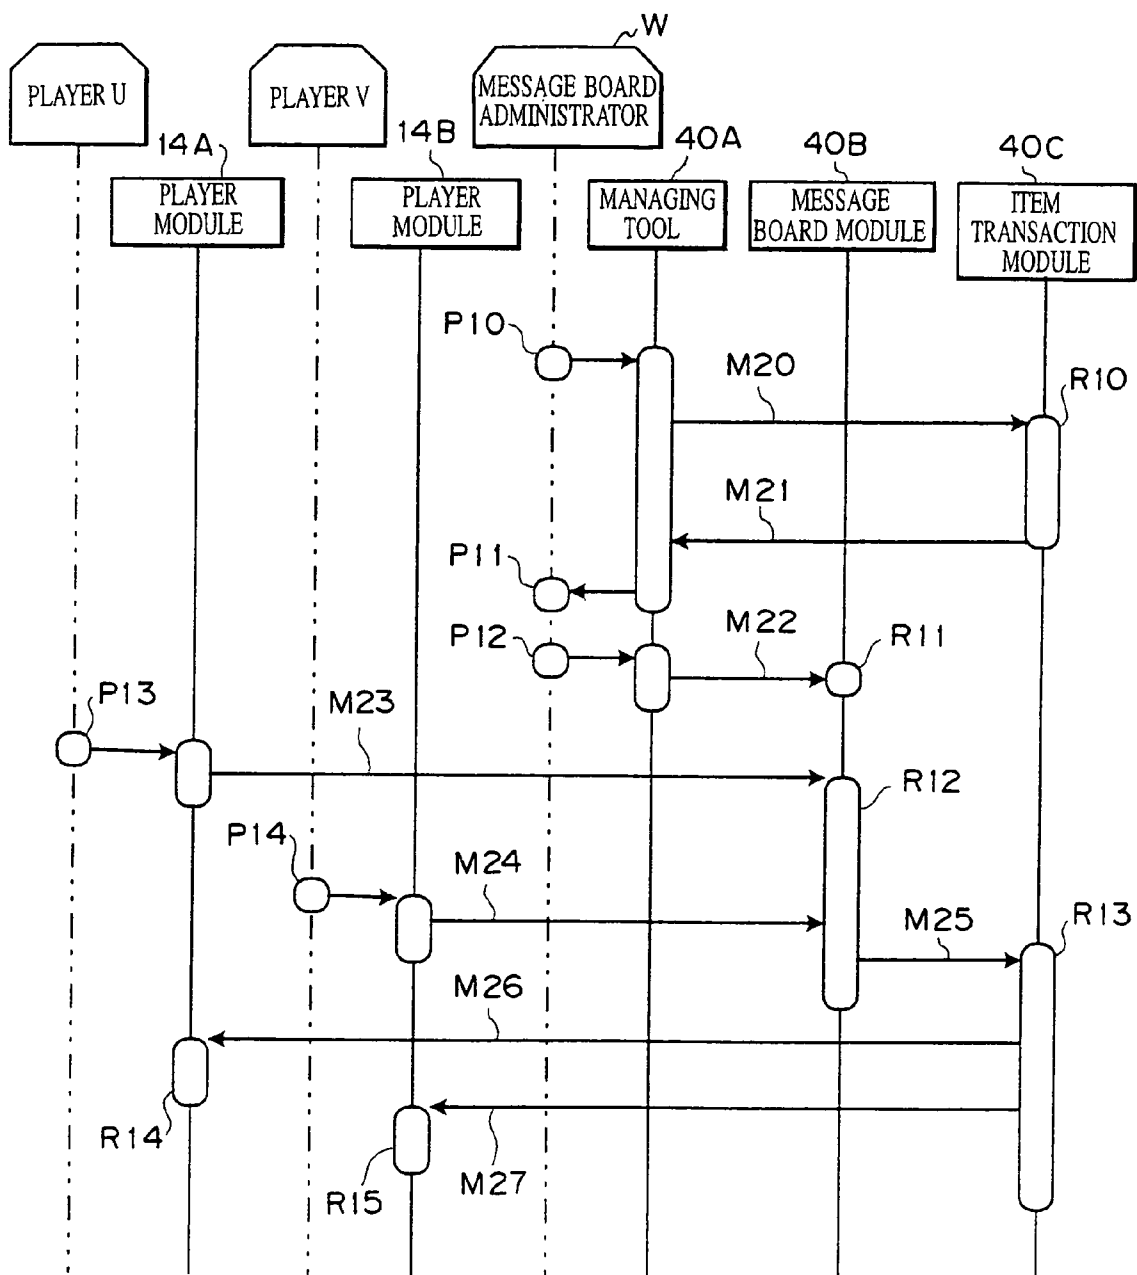 W
PLAYER U
PLAYER V
MESSAGE BOARD
ADMINISTRATOR
14A
14B
40A
40B
40C
PLAYER
MODULE
PLAYER
MODULE
MANAGING
TOOL
MESSAGE
BOARD MODULE
ITEM
TRANSACTION
MODULE
P10
M20
R10
M21
P11
P12
M22
R11
P13
M23
R12
P14
M24
M25
R13
M26
R14
M27
R15